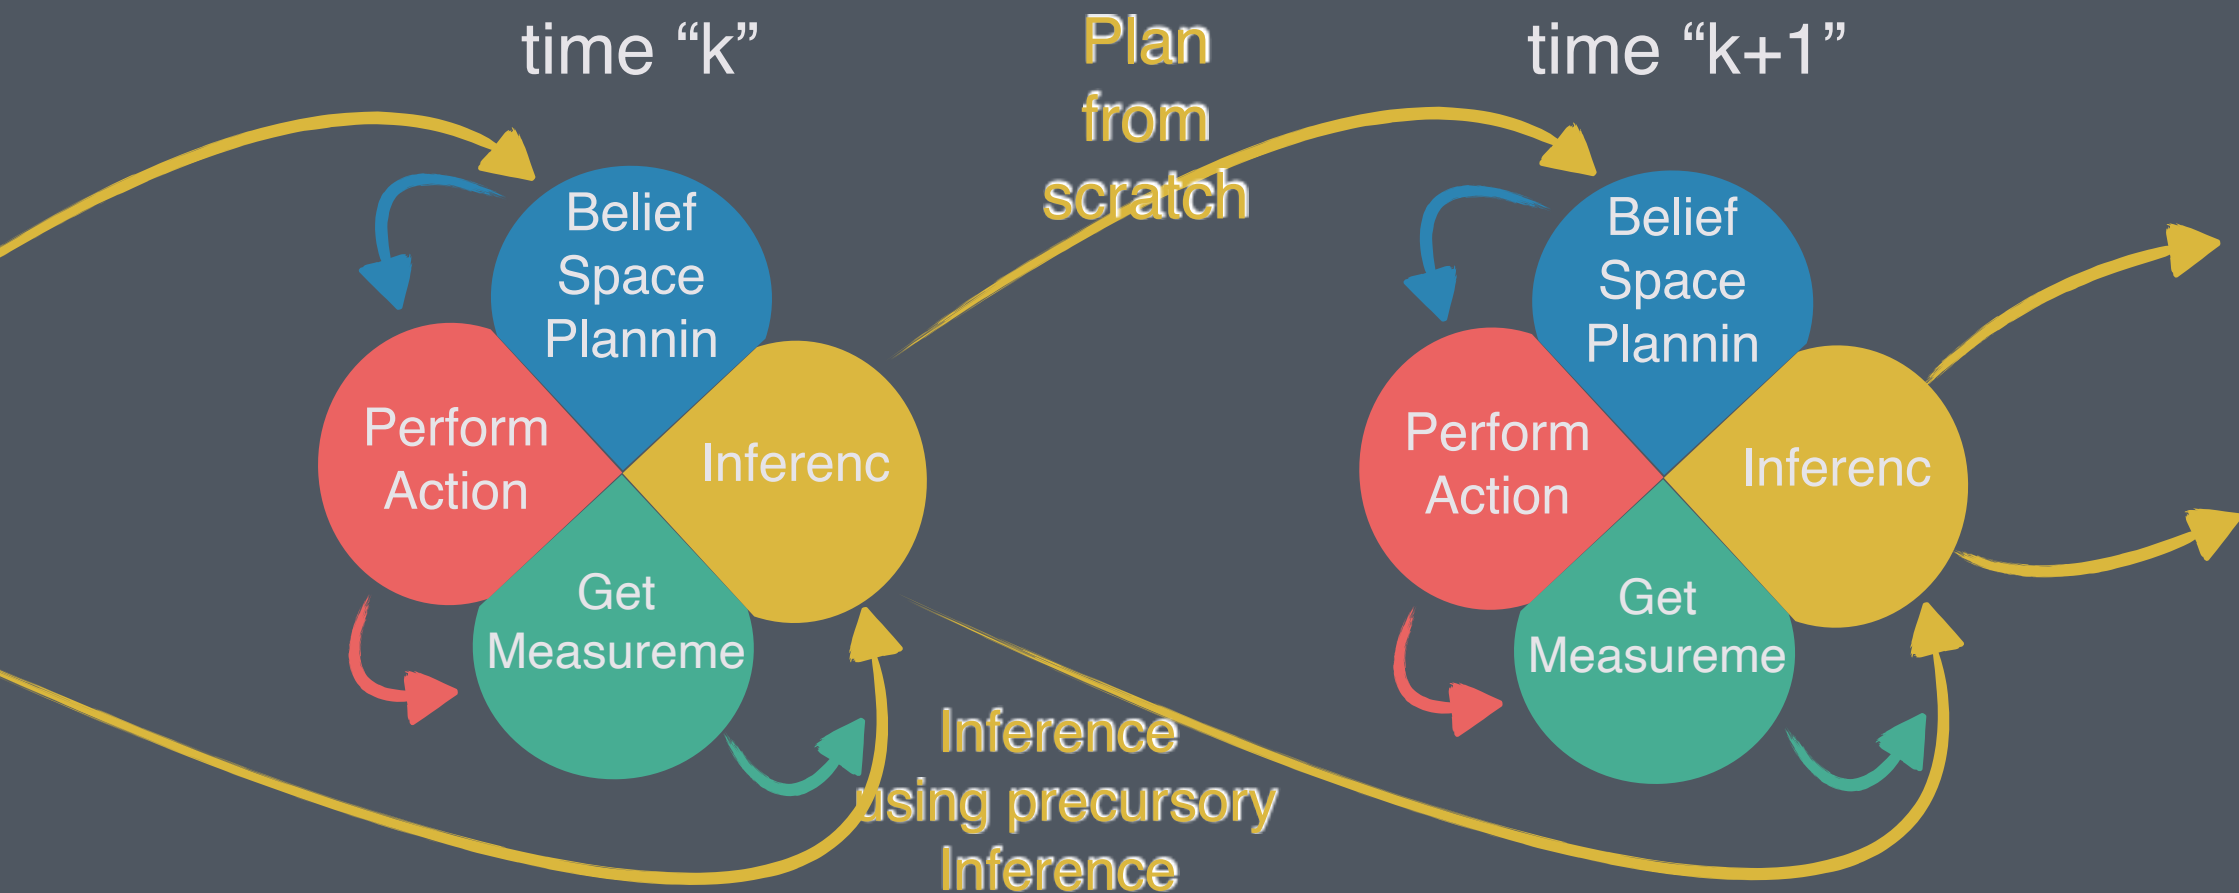 time “k”
Plan
from
scratch
time “k+1”
Belief
Space
Plannin
Perform
Action
Inferenc
Get
Measureme
Inference
using precursory
Inference
Belief
Space
Plannin
Perform
Action
Inferenc
Get
Measureme